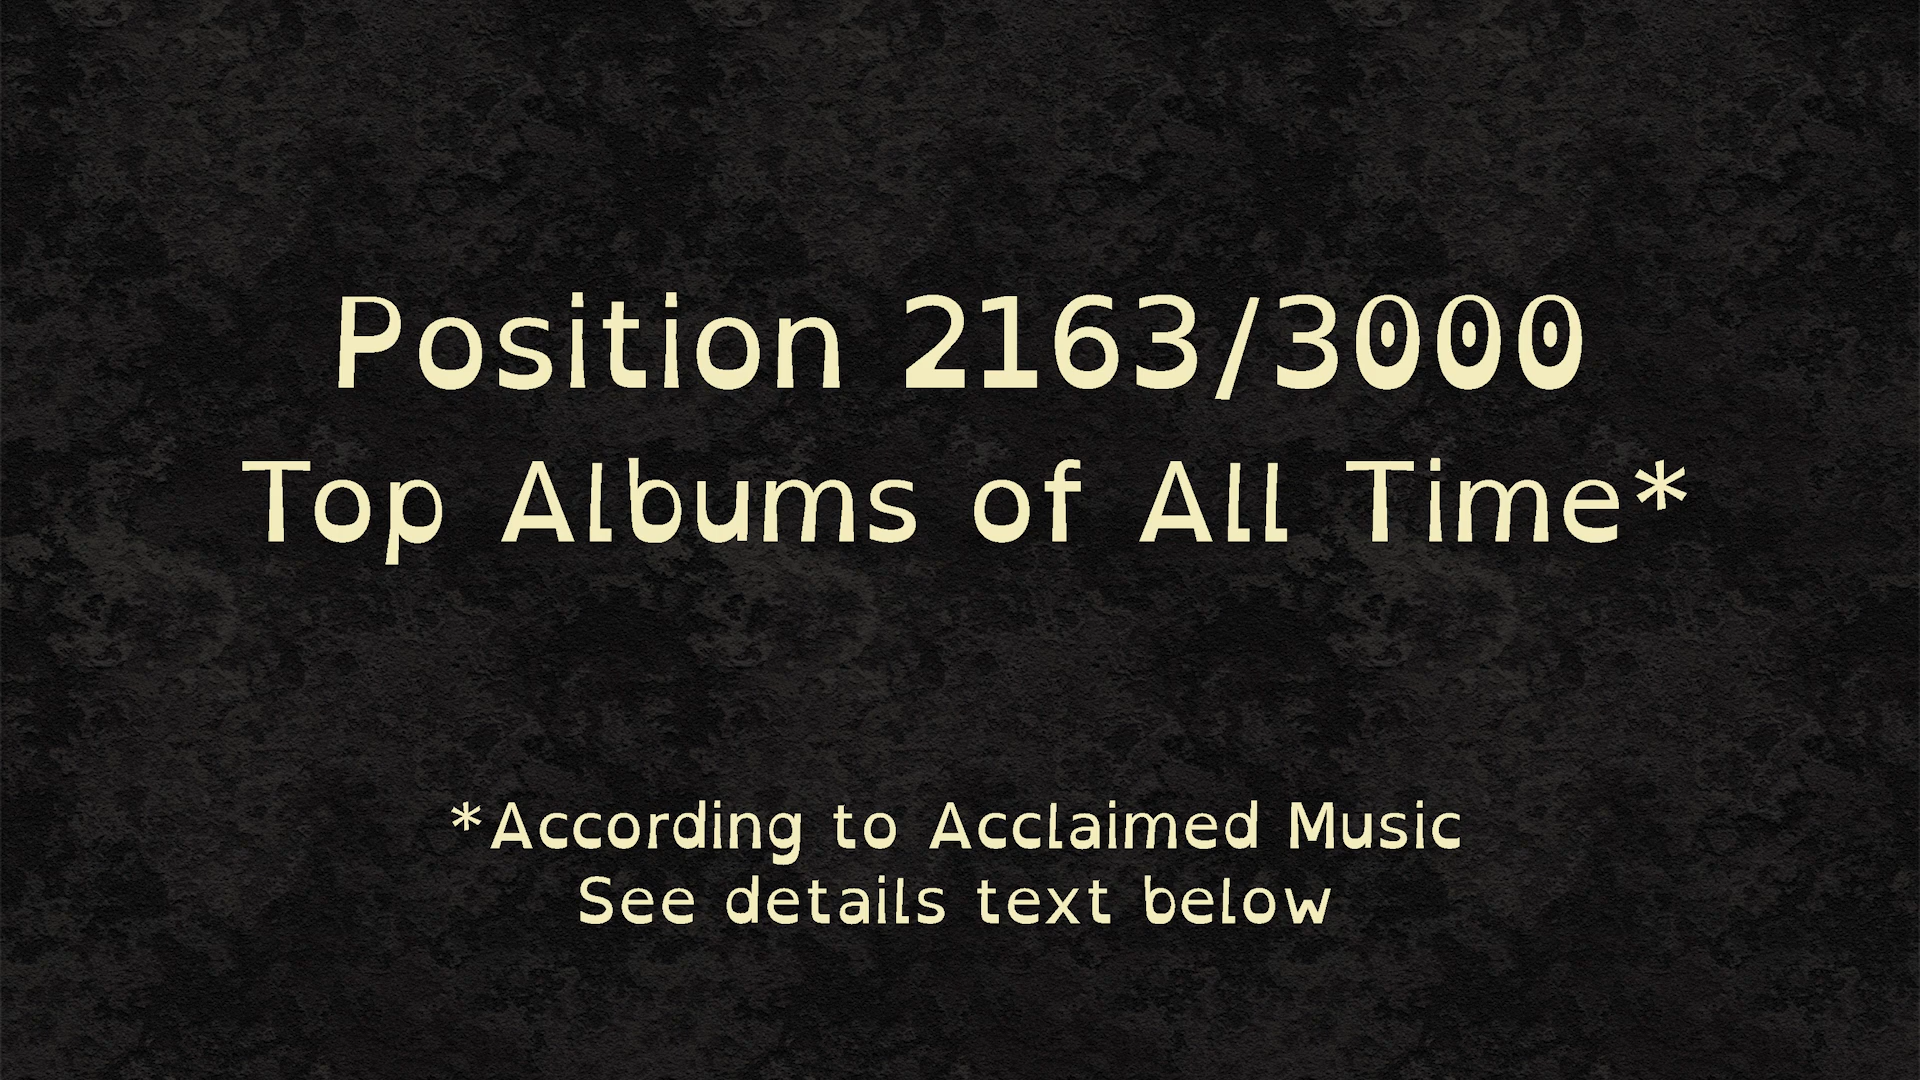 Position 2163/3000
Top Albums of All Time*
*According to Acclaimed Music
See details text below